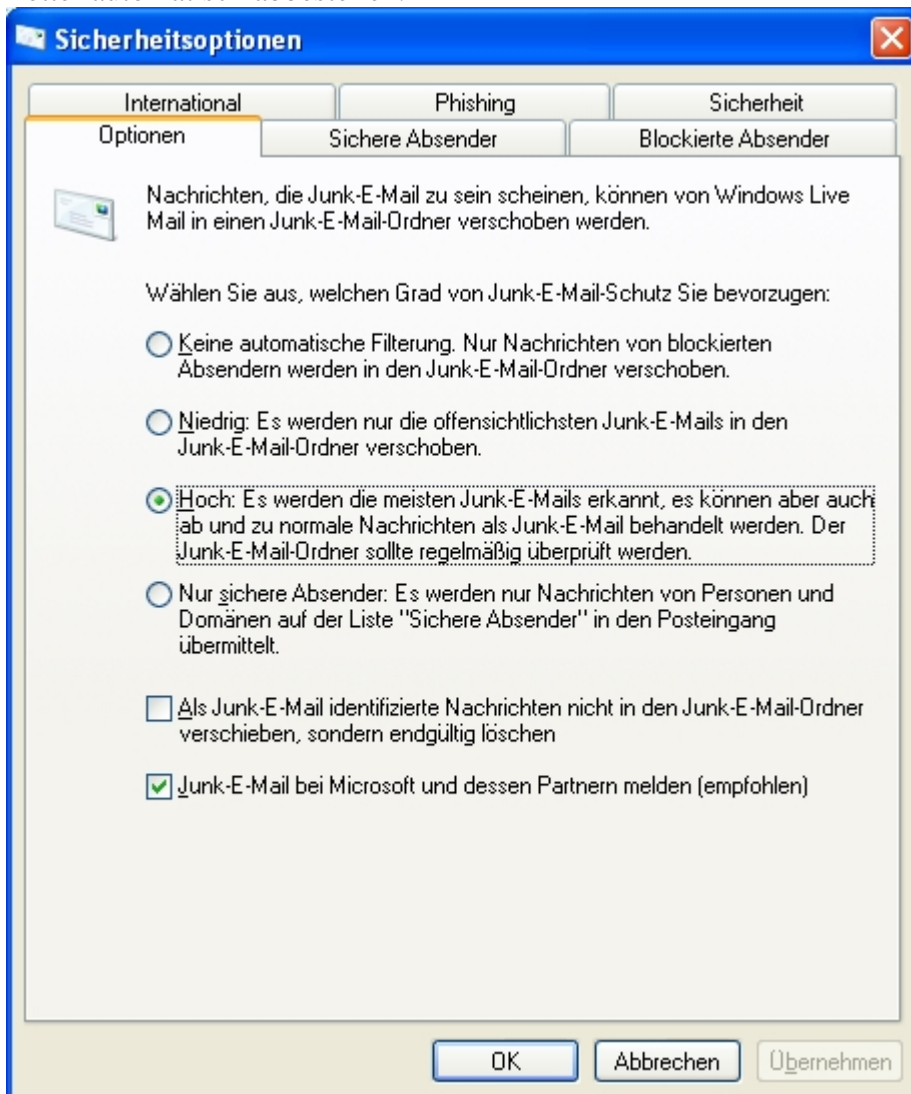 Sicherheitsoptionen
International Phishing Sicherheit
Optionen Sichere Absender Blockierte Absender
Nachrichten, die Junk-E-Mail zu sein scheinen, können von Windows Live
Mail in einen Junk-E-Mail-Ordner verschoben werden.
Wählen Sie aus, welchen Grad von Junk-E-Mail-Schutz Sie bevorzugen:
Keine automatische Filterung. Nur Nachrichten von blockierten
Absendern werden in den Junk-E-Mail-Ordner verschoben.
Niedrig: Es werden nur die offensichtlichsten Junk-E-Mails in den
Junk-E-Mail-Ordner verschoben.
Hoch: Es werden die meisten Junk-E-Mails erkannt, es können aber auch
ab und zu normale Nachrichten als Junk-E-Mail behandelt werden. Der
Junk-E-Mail-Ordner sollte regelmäßig überprüft werden.
Nur sichere Absender: Es werden nur Nachrichten von Personen und
Domänen auf der Liste "Sichere Absender" in den Posteingang
übermittelt.
Als Junk-E-Mail identifizierte Nachrichten nicht in den Junk-E-Mail-Ordner
verschieben, sondern endgültig löschen
Junk-E-Mail bei Microsoft und dessen Partnern melden (empfohlen)
OK Abbrechen Übernehmen